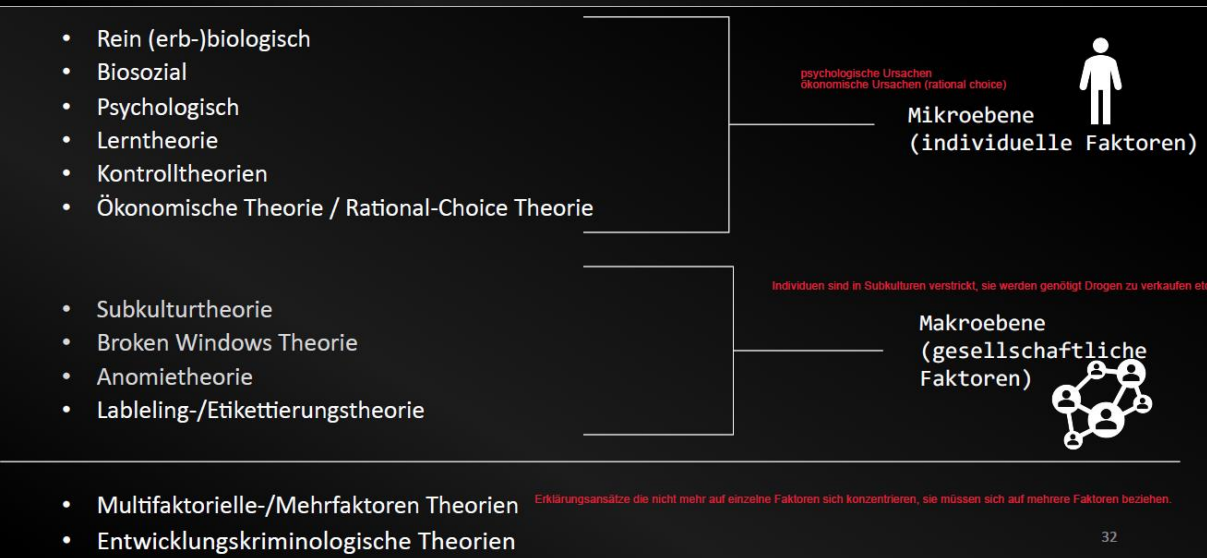 • Rein (erb-)biologisch
• Biosozial
• Psychologisch
• Lerntheorie
• Kontrolltheorien
• Ökonomische Theorie / Rational-Choice Theorie
psychologische Ursachen
ökonomische Ursachen (rational choice)
Mikroebene
(individuelle Faktoren)
• Subkulturtheorie
• Broken Windows Theorie
• Anomietheorie
• Lableling-/Etikettierungstheorie
Individuen sind in Subkulturen verstrickt, sie werden genötigt Drogen zu verkaufen etc
Makroebene
(gesellschaftliche
Faktoren)
• Multifaktorielle-/Mehrfaktoren Theorien
Erklärungsansätze die nicht mehr auf einzelne Faktoren sich konzentrieren, sie müssen sich auf mehrere Faktoren beziehen.
• Entwicklungskriminologische Theorien
32